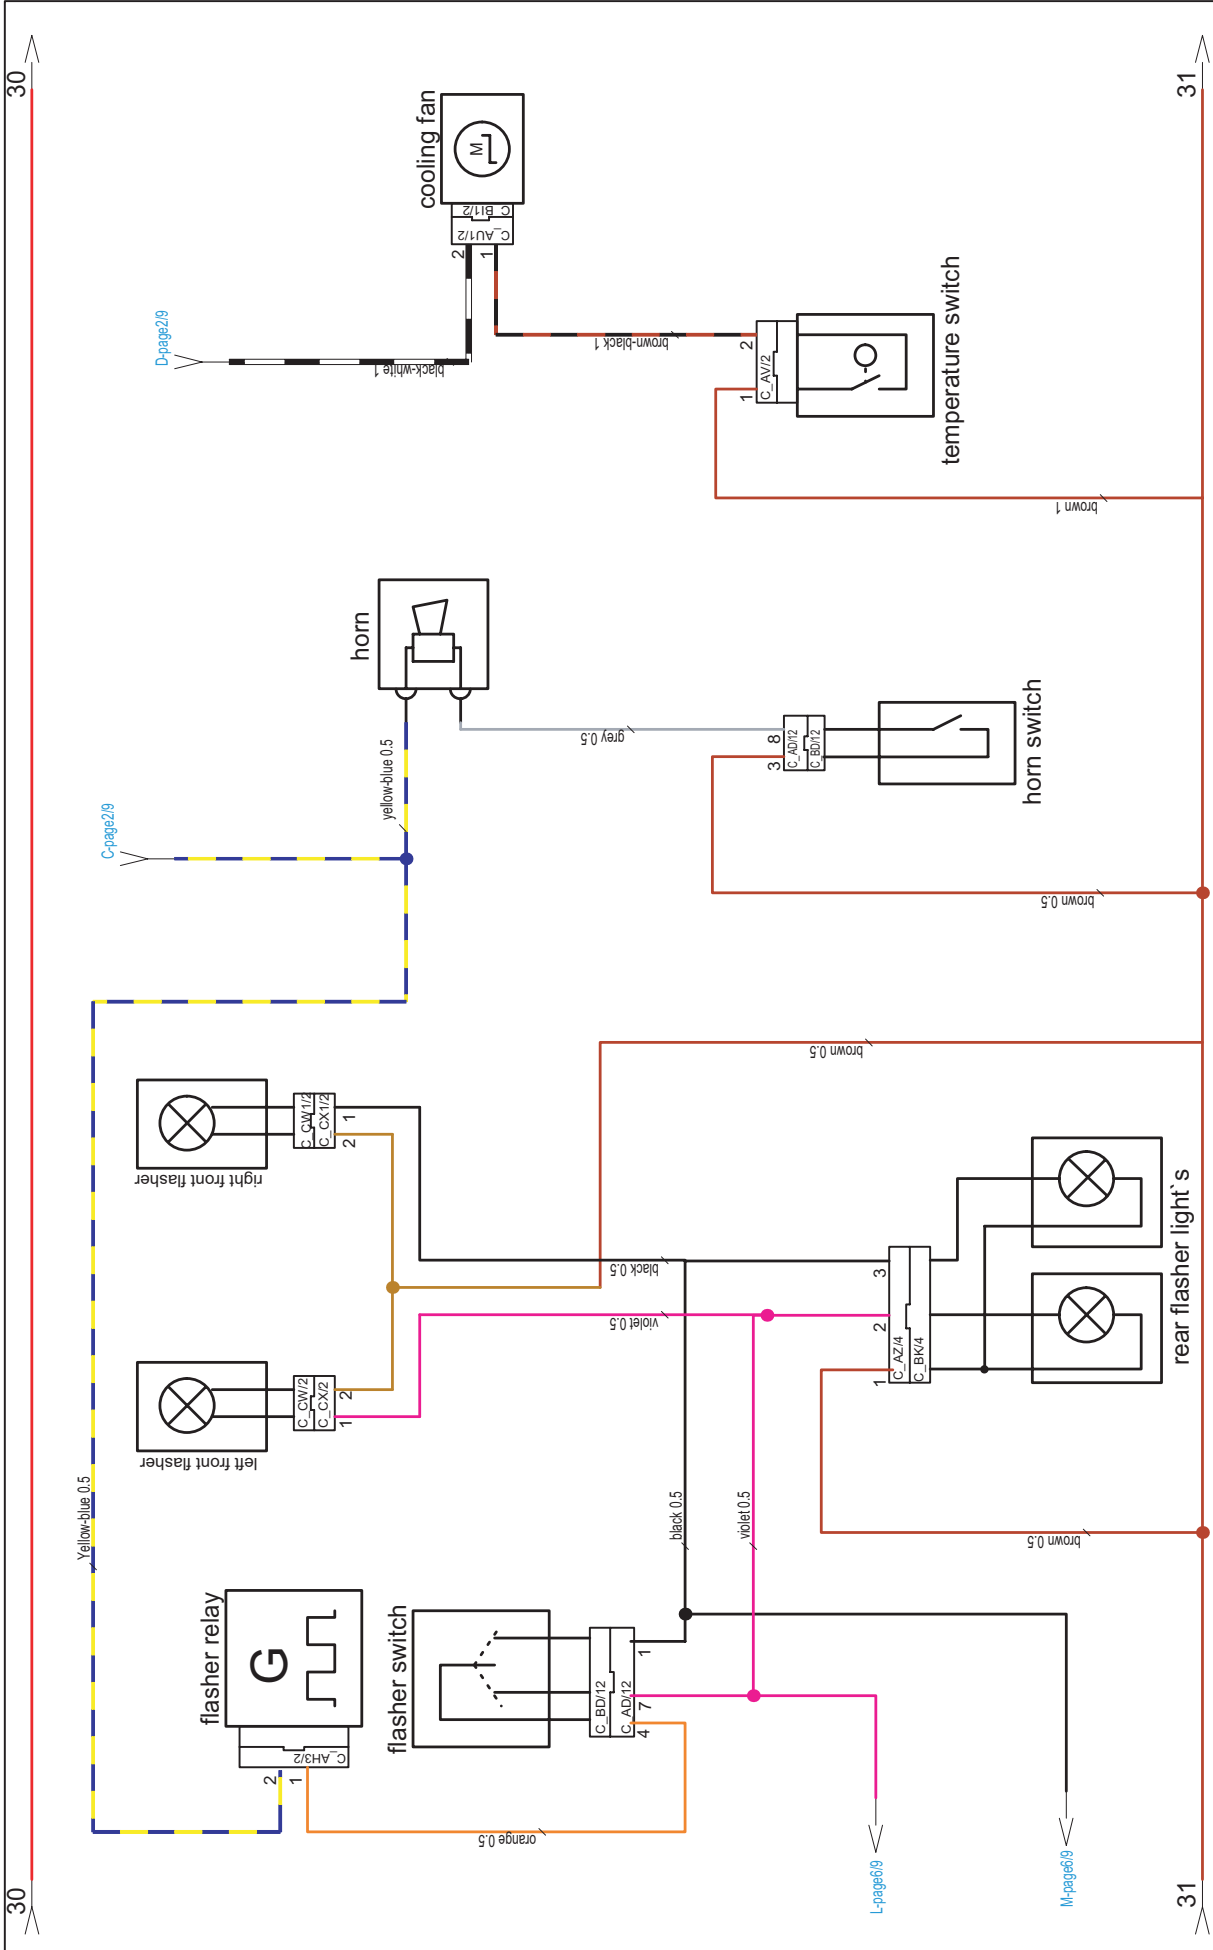 30
30
31
31
cooling fan
M
C_BI1/2
C_AU1/2
2
1
D-page2/9
black-white 1
brown-black 1
2
1
C_AV/2
temperature switch
brown 1
horn
yellow-blue 0.5
C-page2/9
grey 0.5
8
3
C_AD/12
C_BD/12
horn switch
brown 0.5
right front flasher
C_CW1/2
C_CX1/2
1
2
brown 0.5
black 0.5
violet 0.5
left front flasher
C_CW/2
C_CX/2
2
1
3
2
1
C_AZ/4
C_BK/4
rear flasher light`s
brown 0.5
Yellow-blue 0.5
black 0.5
violet 0.5
flasher relay
G
C_AH3/2
2
1
flasher switch
C_BD/12
C_AD/12
1
7
4
orange 0.5
L-page6/9
M-page6/9